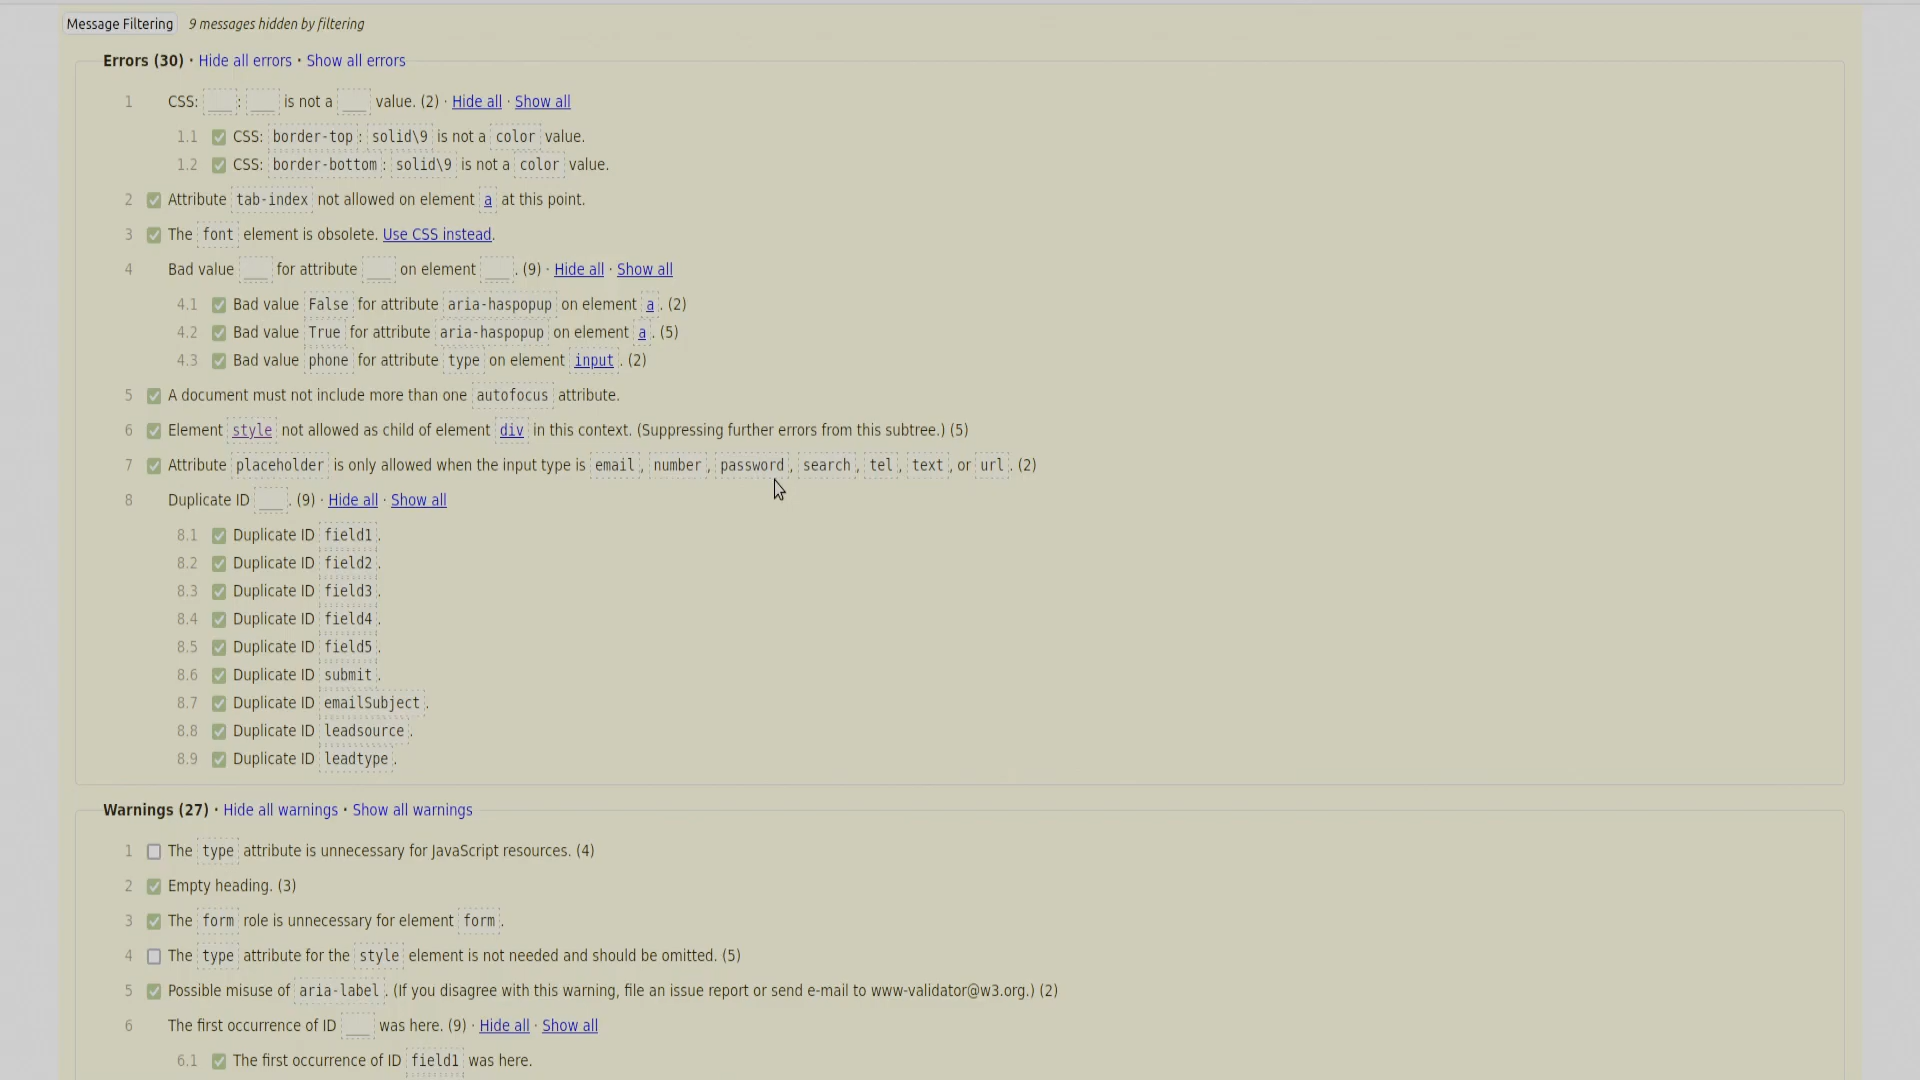 Message Filtering 9 messages hidden by filtering
Errors (30) · Hide all errors · Show all errors
1 CSS: ___: ___ is not a ___ value. (2) · Hide all · Show all
1.1 CSS: border-top: solid\9 is not a color value.
1.2 CSS: border-bottom: solid\9 is not a color value.
2 Attribute tab-index not allowed on element a at this point.
3 The font element is obsolete. Use CSS instead.
4 Bad value ___ for attribute ___ on element ___. (9) · Hide all · Show all
4.1 Bad value False for attribute aria-haspopup on element a. (2)
4.2 Bad value True for attribute aria-haspopup on element a. (5)
4.3 Bad value phone for attribute type on element input. (2)
5 A document must not include more than one autofocus attribute.
6 Element style not allowed as child of element div in this context. (Suppressing further errors from this subtree.) (5)
7 Attribute placeholder is only allowed when the input type is email, number, password, search, tel, text, or url. (2)
8 Duplicate ID ___. (9) · Hide all · Show all
8.1 Duplicate ID field1.
8.2 Duplicate ID field2.
8.3 Duplicate ID field3.
8.4 Duplicate ID field4.
8.5 Duplicate ID field5.
8.6 Duplicate ID submit.
8.7 Duplicate ID emailSubject.
8.8 Duplicate ID leadsource.
8.9 Duplicate ID leadtype.
Warnings (27) · Hide all warnings · Show all warnings
1 The type attribute is unnecessary for JavaScript resources. (4)
2 Empty heading. (3)
3 The form role is unnecessary for element form.
4 The type attribute for the style element is not needed and should be omitted. (5)
5 Possible misuse of aria-label. (If you disagree with this warning, file an issue report or send e-mail to www-validator@w3.org.) (2)
6 The first occurrence of ID ___ was here. (9) · Hide all · Show all
6.1 The first occurrence of ID field1 was here.